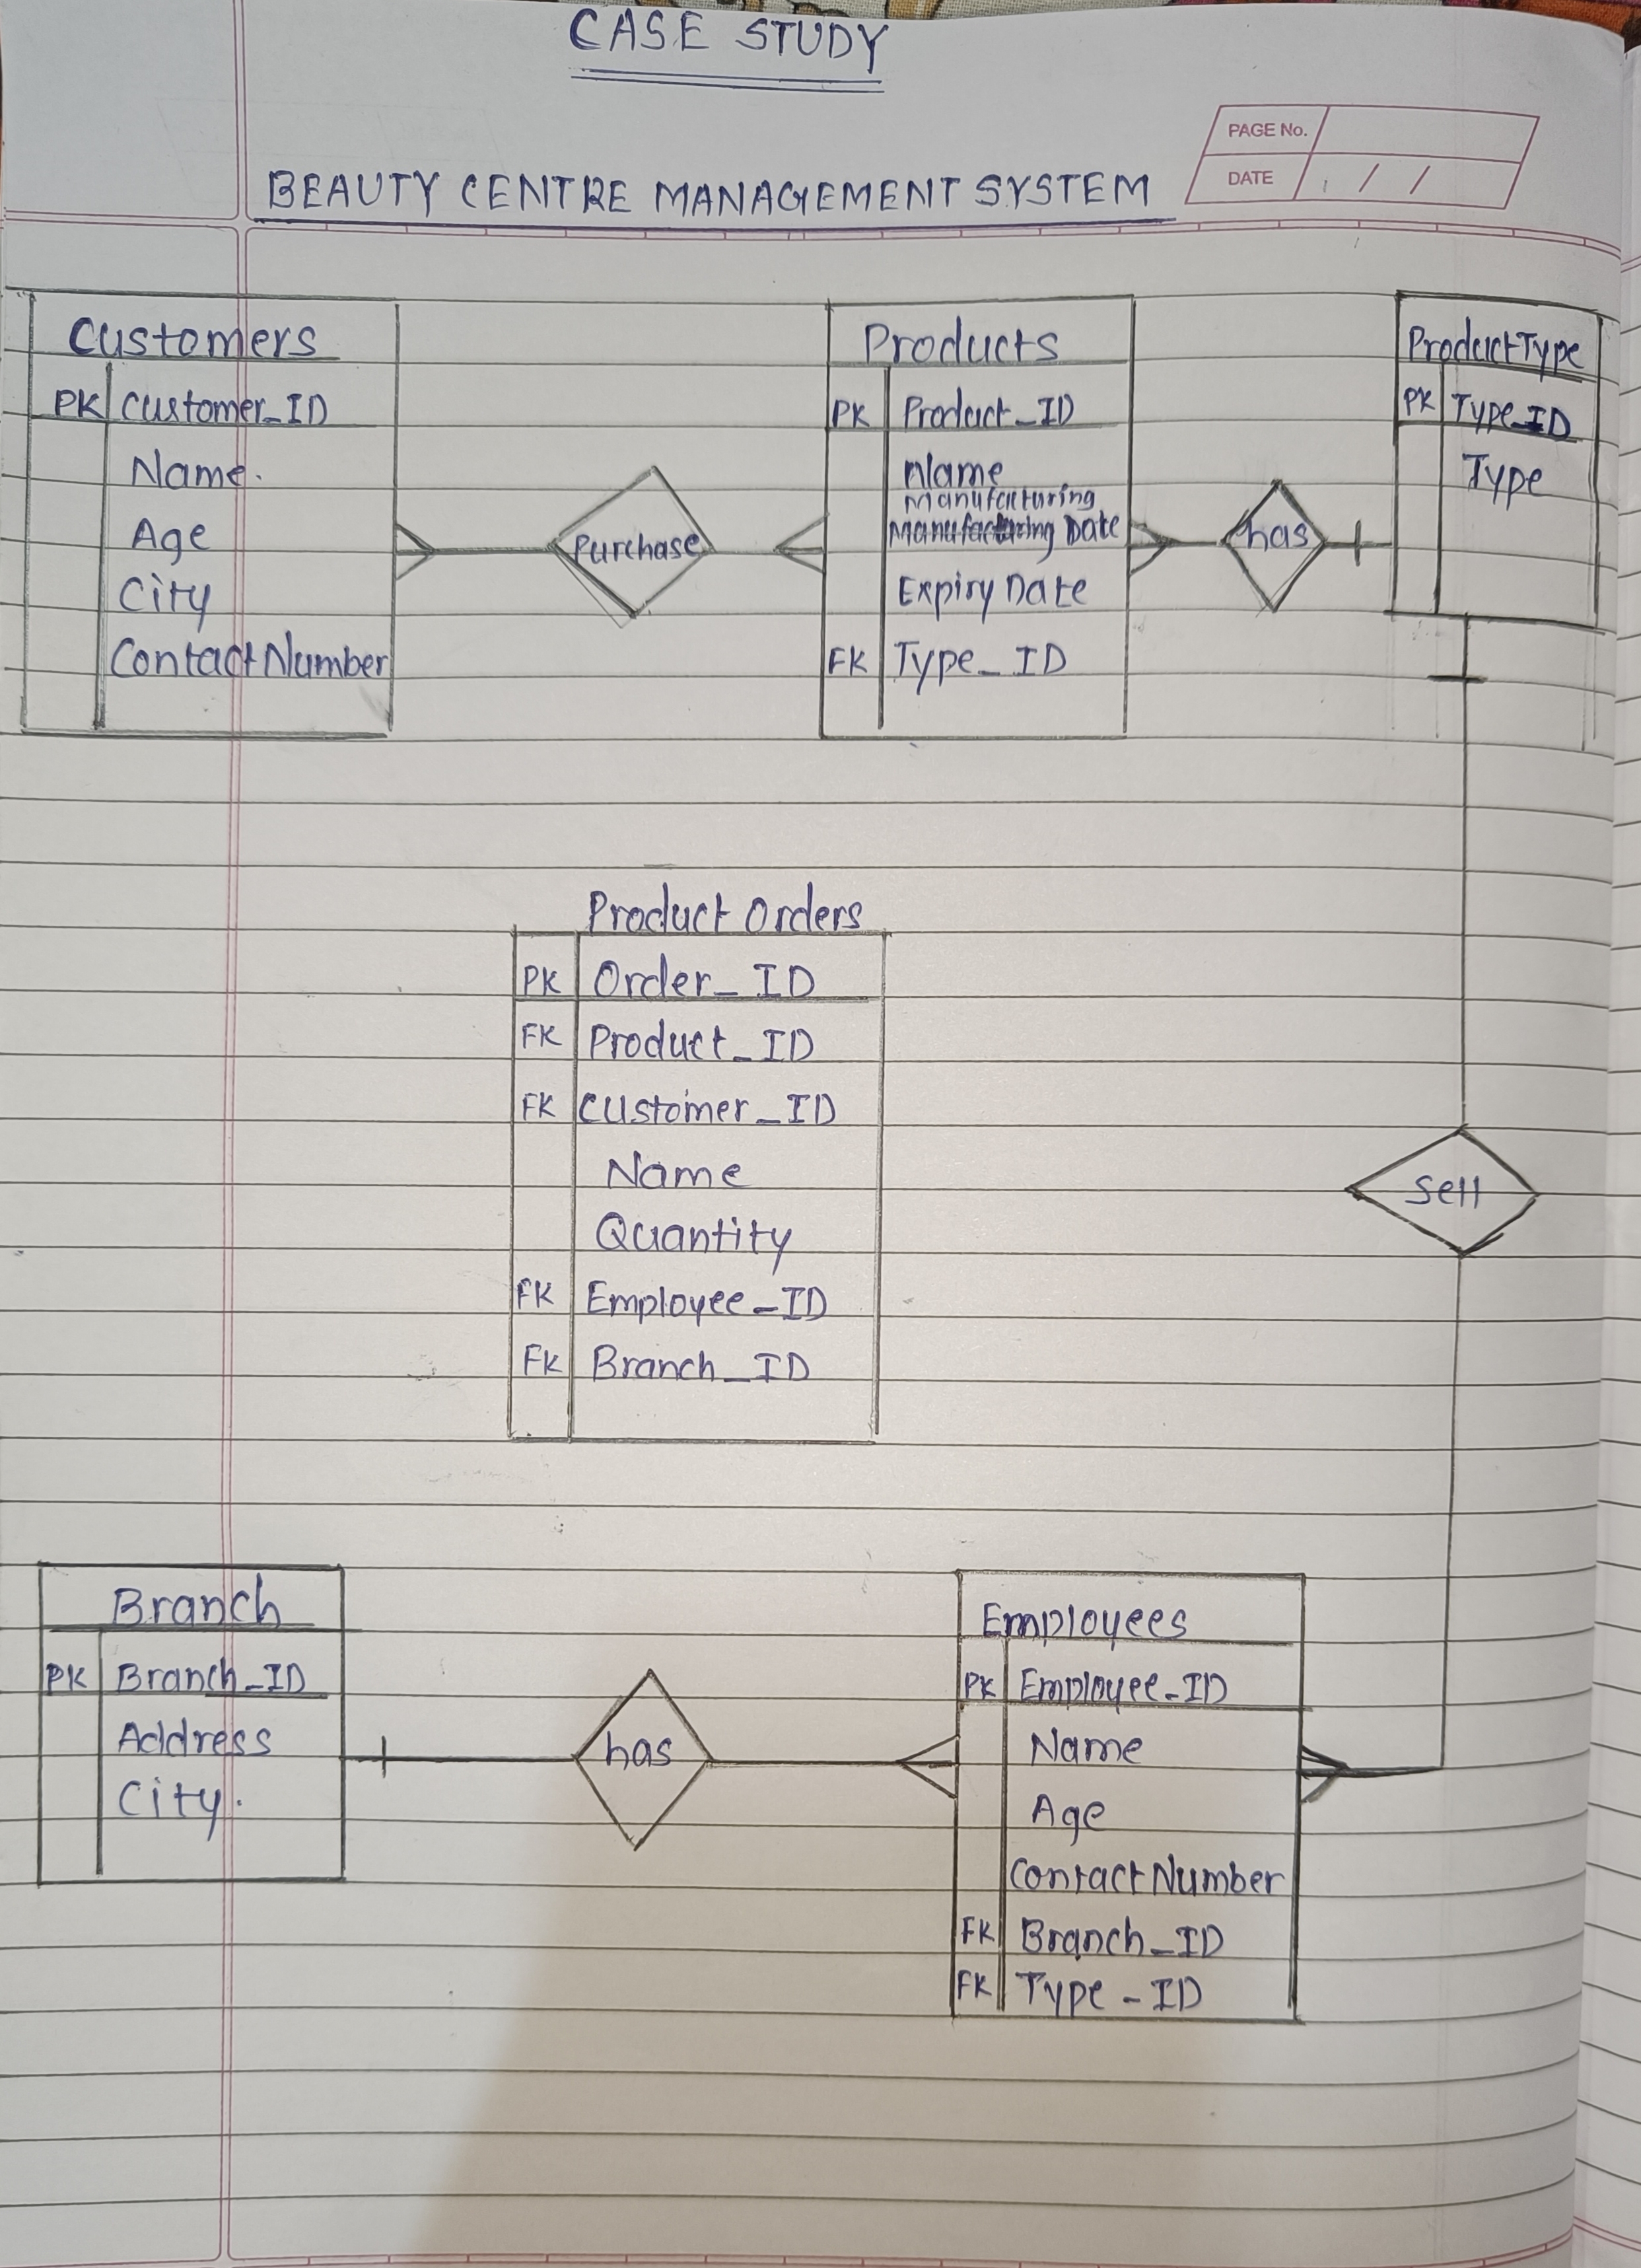 CASE STUDY
PAGE No.
DATE / /
BEAUTY CENTRE MANAGEMENT SYSTEM
Customers
PK Customer_ID
Name.
Age
City
Contact Number
Purchase
Products
PK Product_ID
Name
Manufacturing
Manufacturing Date
Expiry Date
FK Type_ID
has
Product Type
PK Type_ID
Type
Product Orders
PK Order_ID
FK Product_ID
FK Customer_ID
Name
Quantity
FK Employee_ID
FK Branch_ID
Sell
Branch
PK Branch_ID
Address
City.
has
Employees
PK Employee_ID
Name
Age
Contact Number
FK Branch_ID
FK Type_ID